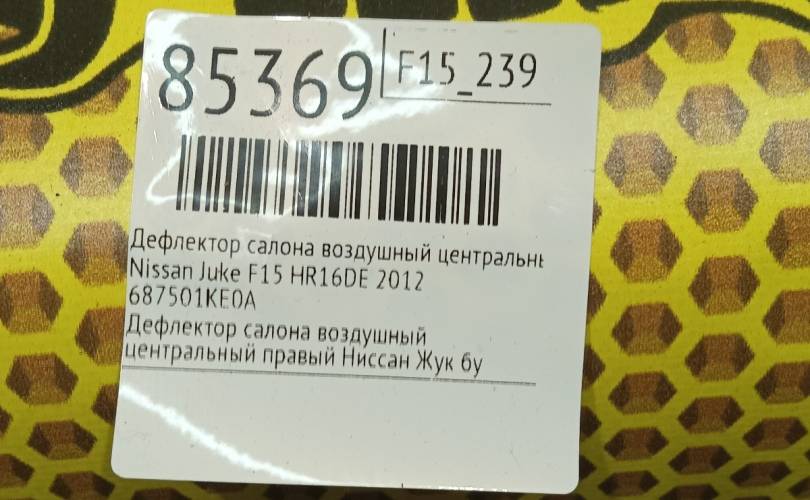 85369 F15_239
Дефлектор салона воздушный центральны
Nissan Juke F15 HR16DE 2012
687501KE0A
Дефлектор салона воздушный
центральный правый Ниссан Жук бу